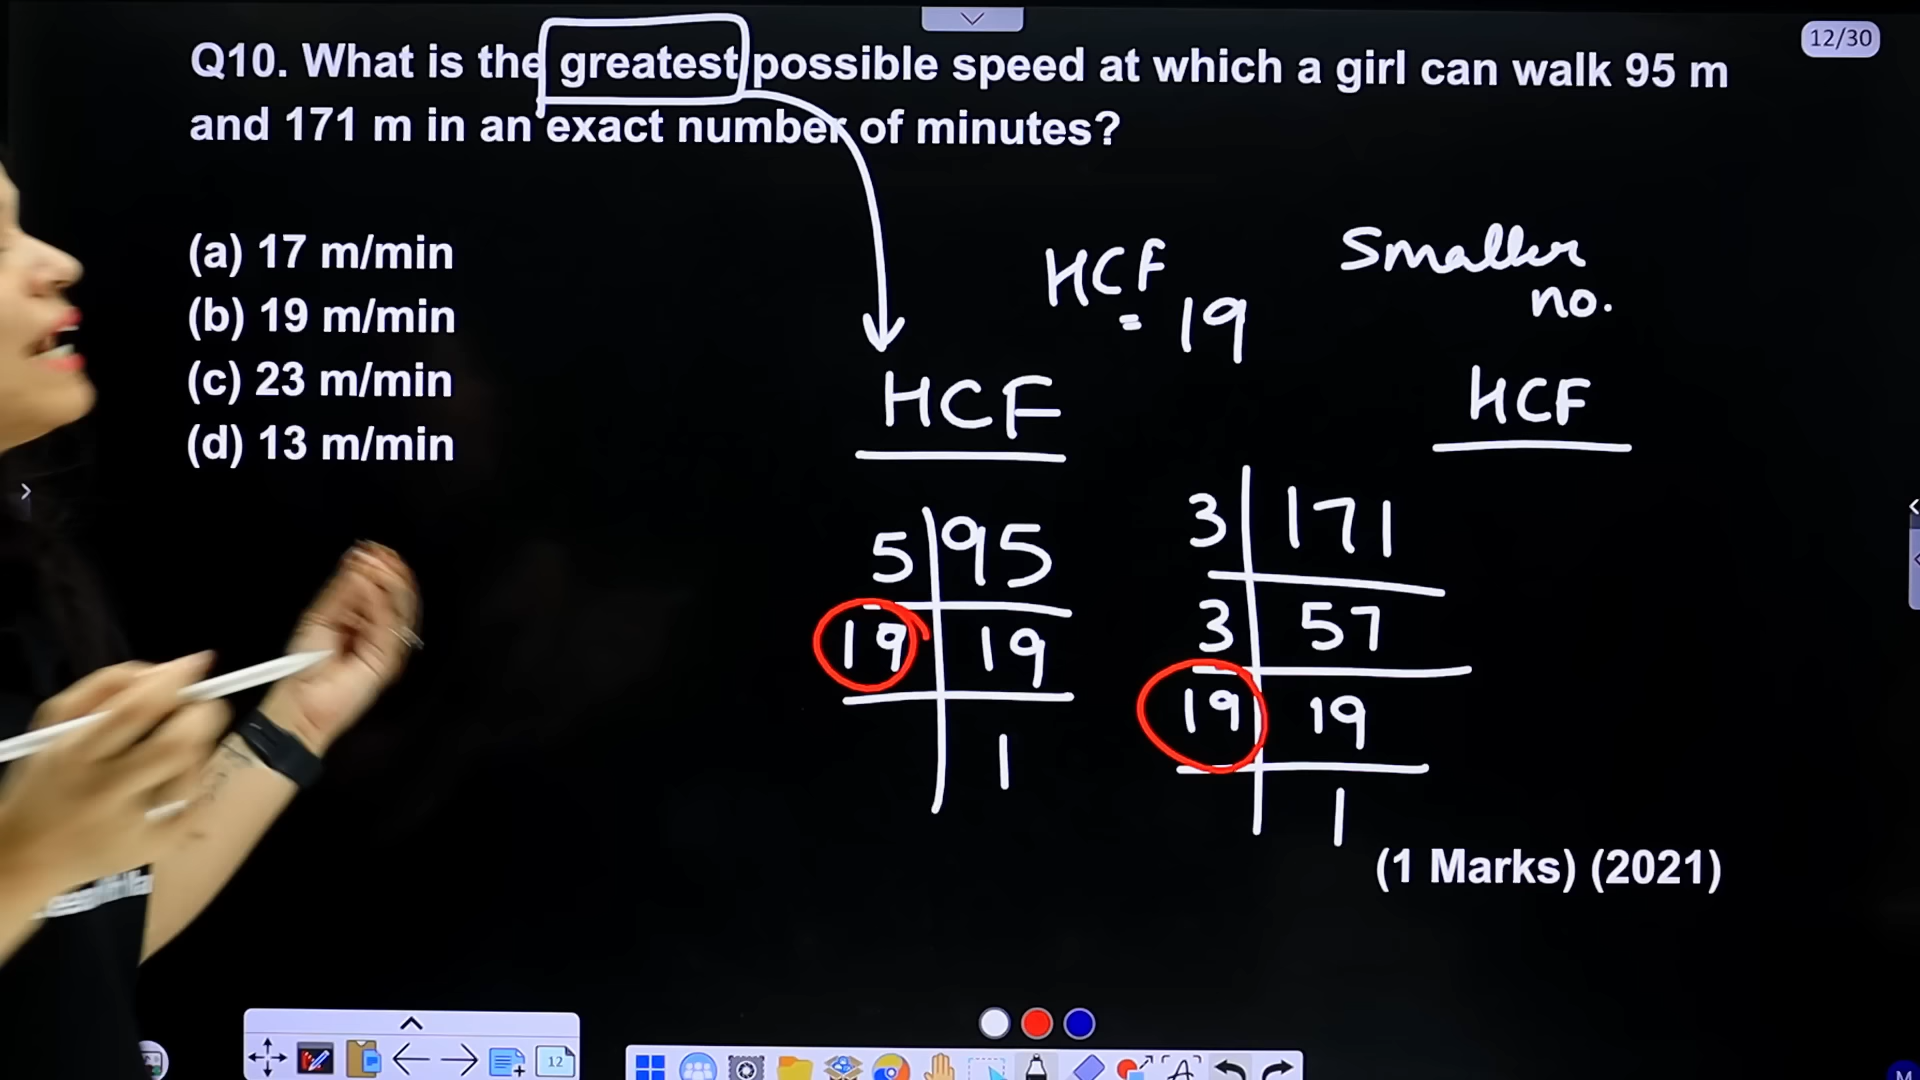 12/30
Q10. What is the greatest possible speed at which a girl can walk 95 m
and 171 m in an exact number of minutes?
(a) 17 m/min
(b) 19 m/min
(c) 23 m/min
(d) 13 m/min
HCF
= 19
Smaller
no.
HCF
HCF
5 95
19 19
1
3 171
3 57
19 19
1
(1 Marks) (2021)
12